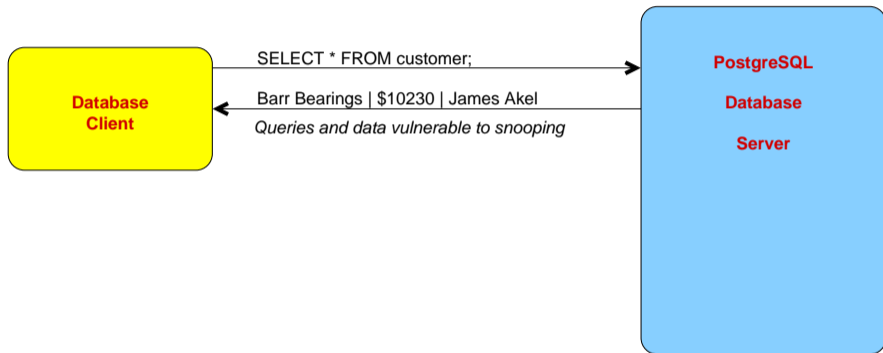 SELECT * FROM customer;
Database
Client
Barr Bearings | $10230 | James Akel
Queries and data vulnerable to snooping
PostgreSQL
Database
Server